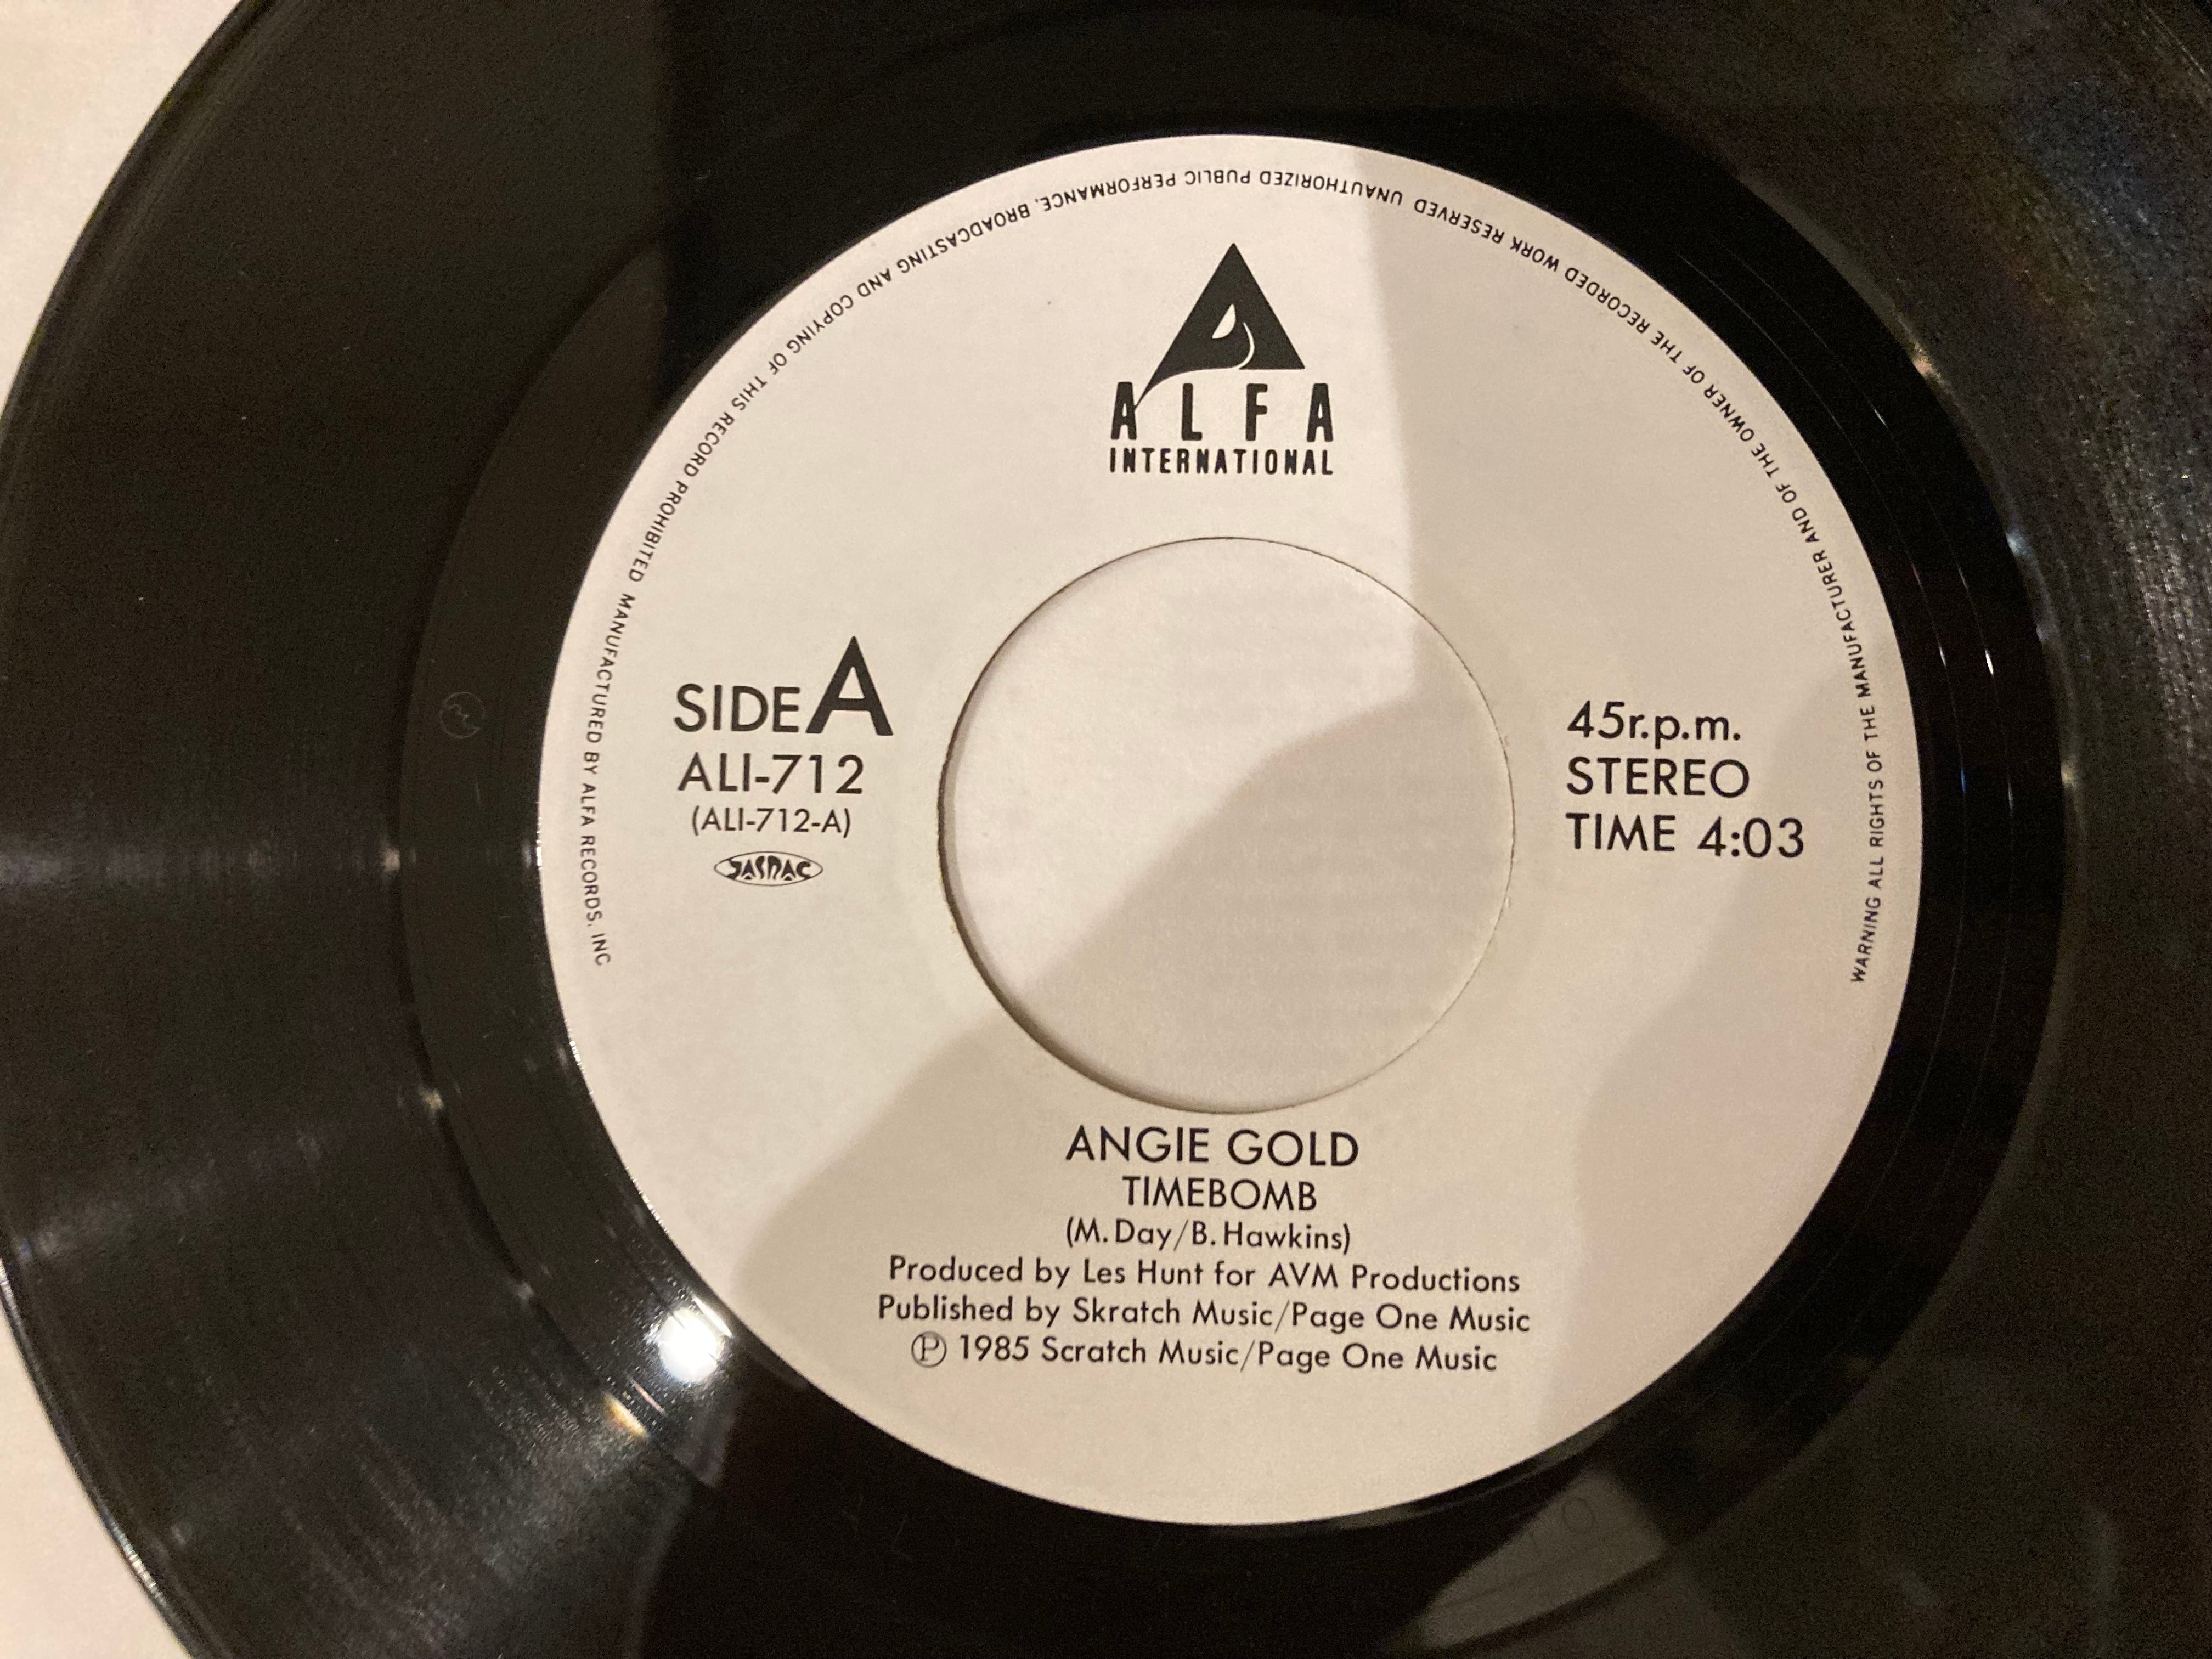 ALFA
INTERNATIONAL
SIDE A
ALI-712
(ALI-712-A)
JASRAC
45r.p.m.
STEREO
TIME 4:03
ANGIE GOLD
TIMEBOMB
(M. Day/B. Hawkins)
Produced by Les Hunt for AVM Productions
Published by Skratch Music/Page One Music
Ⓟ 1985 Scratch Music/Page One Music
WARNING ALL RIGHTS OF THE MANUFACTURER AND OF THE OWNER OF THE RECORDED WORK RESERVED UNAUTHORIZED PUBLIC PERFORMANCE, BROADCASTING AND COPYING OF THIS RECORD PROHIBITED MANUFACTURED BY ALFA RECORDS, INC